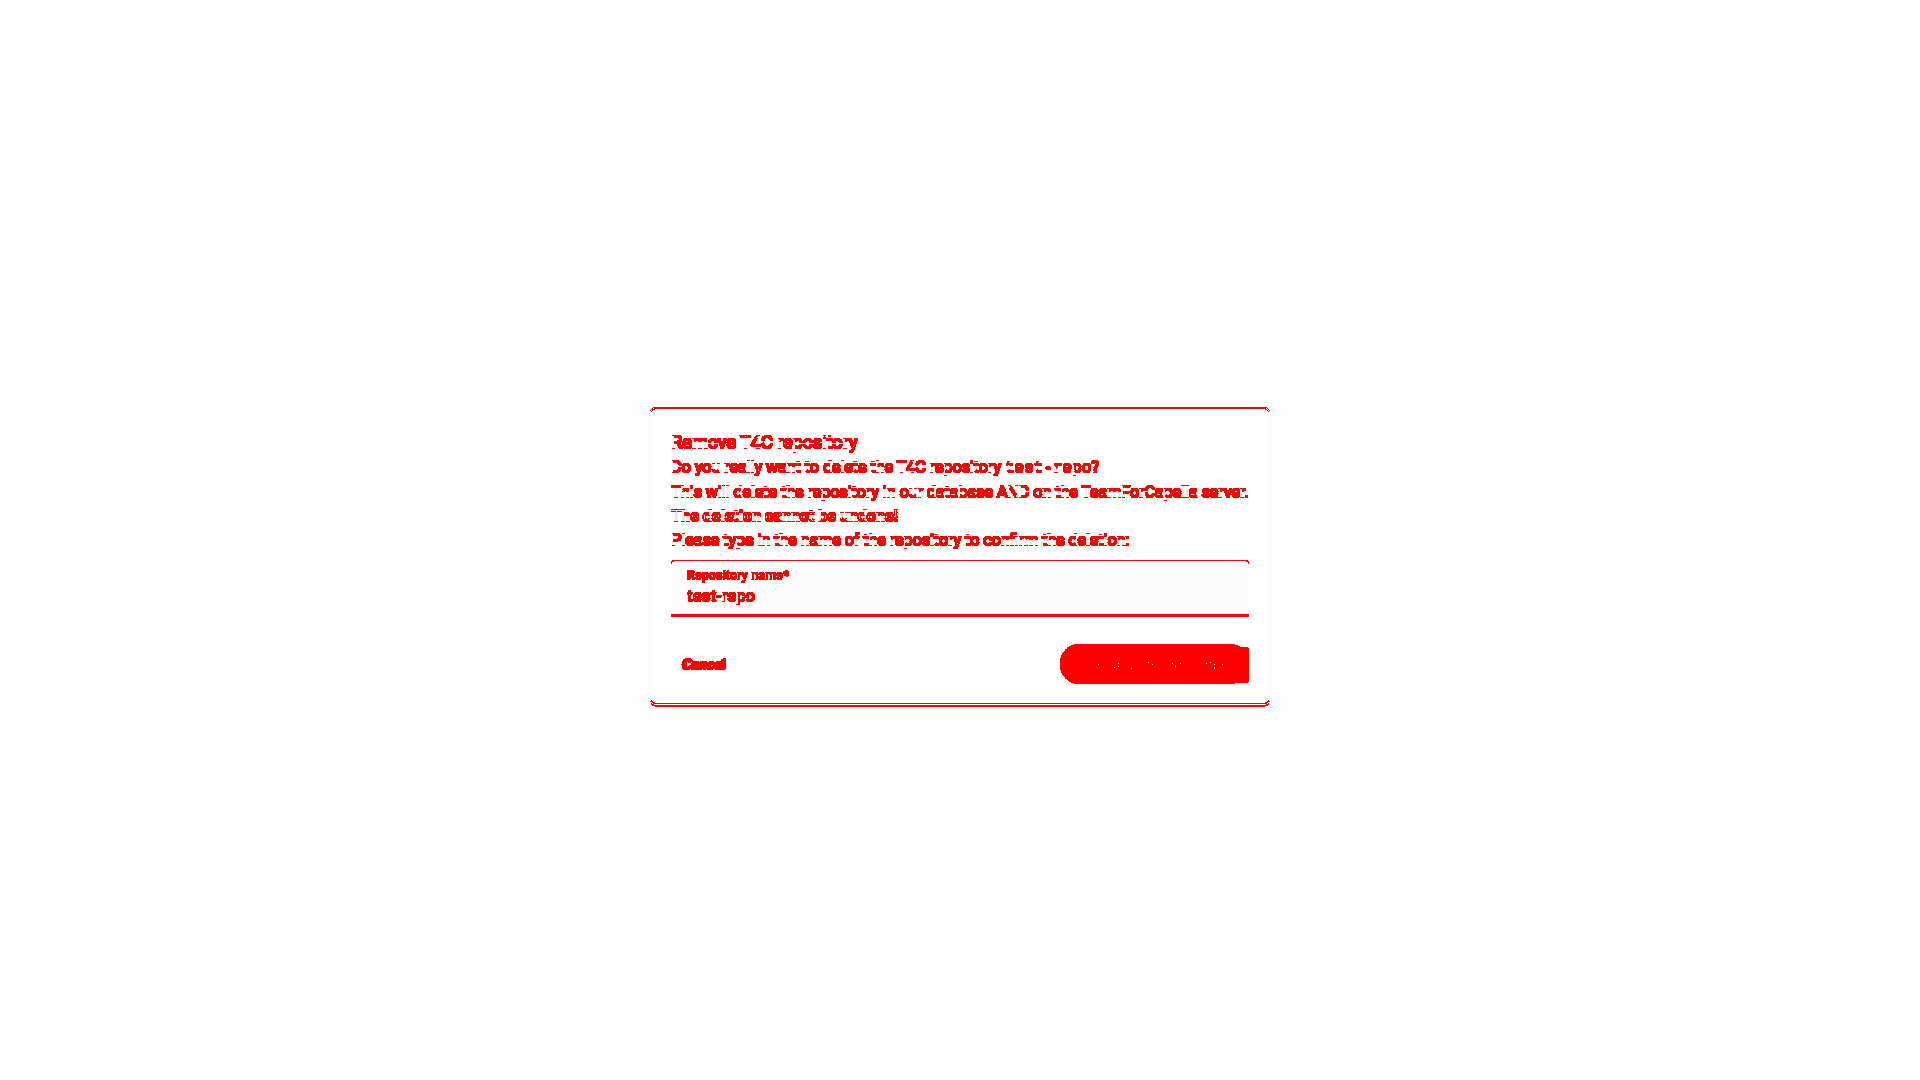 Remove T4C repository
Do you really want to delete the T4C repository test-repo?
This will delete the repository in our database AND on the TeamForCapella server.
The deletion cannot be undone!
Please type in the name of the repository to confirm the deletion:
Repository name*
test-repo
Cancel